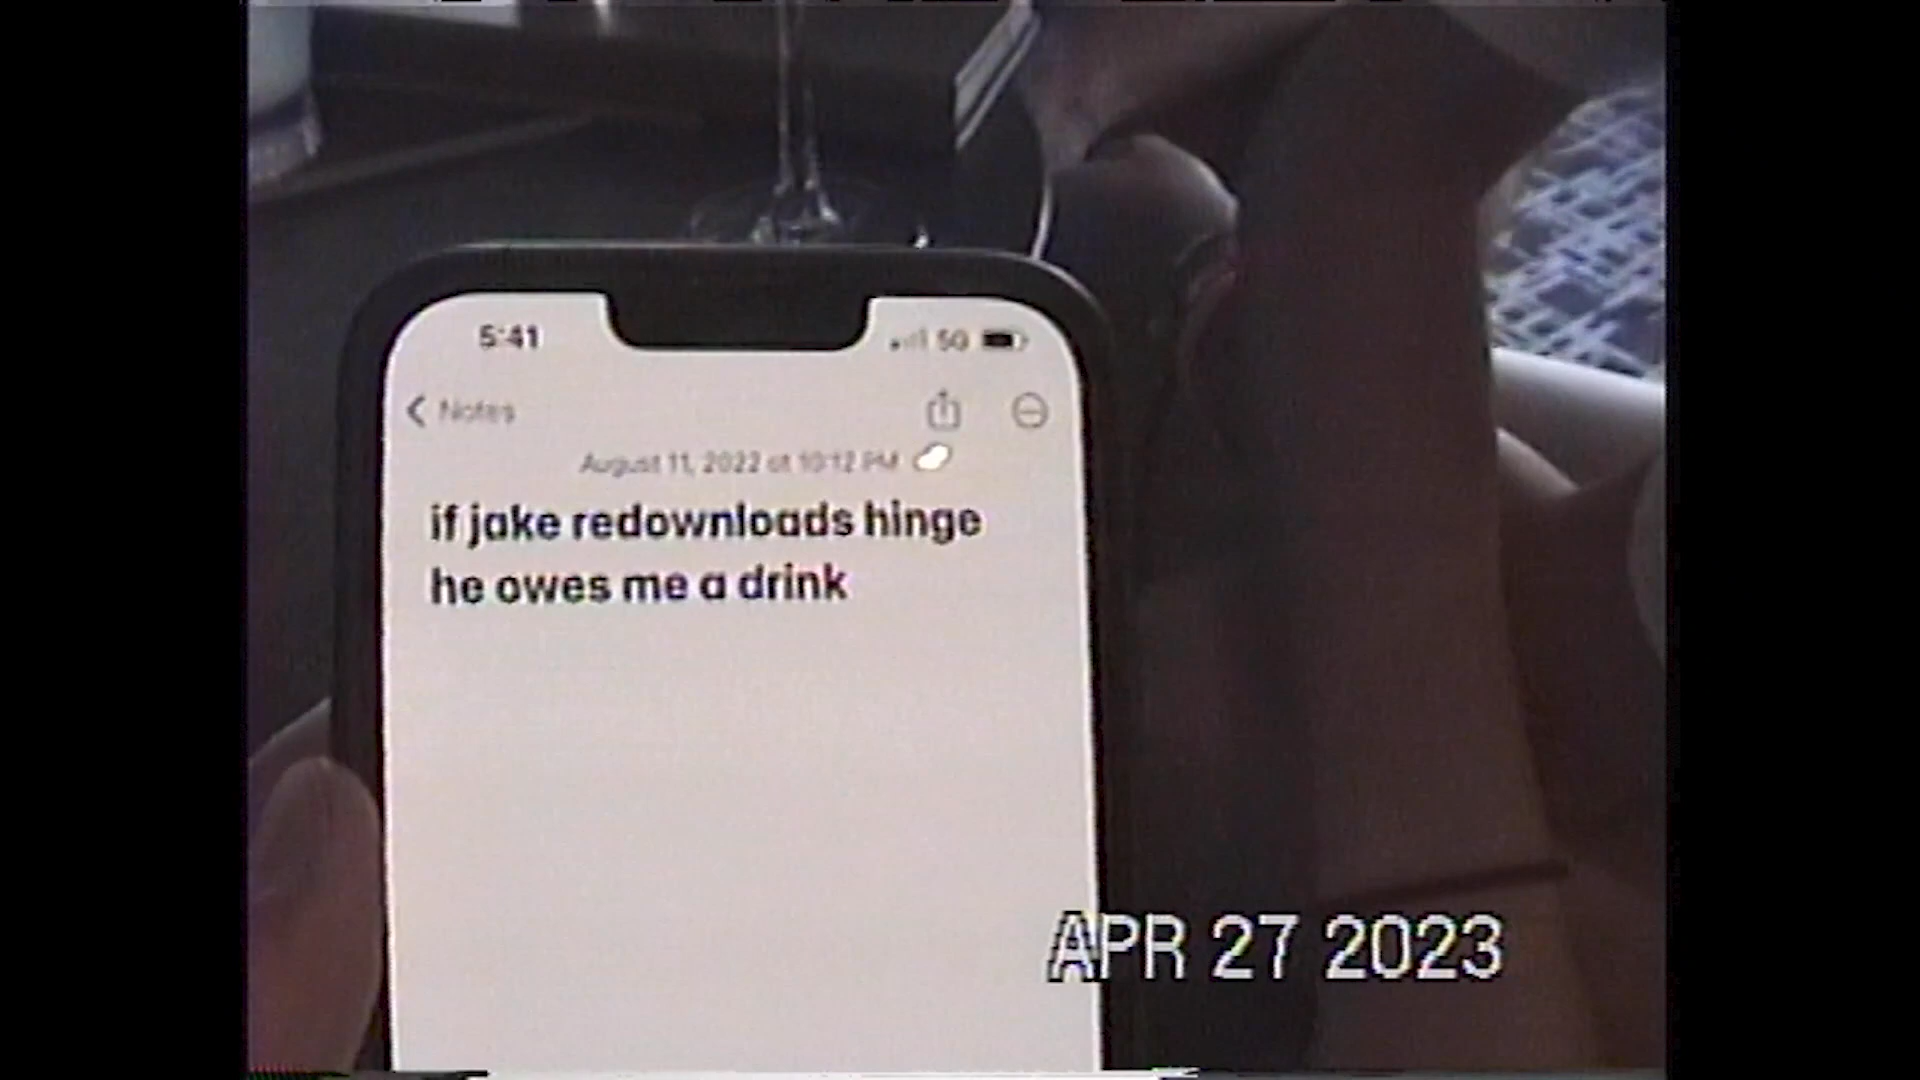 5:41
5G
Notes
August 11, 2022 at 10:12 PM
if jake redownloads hinge
he owes me a drink
APR 27 2023